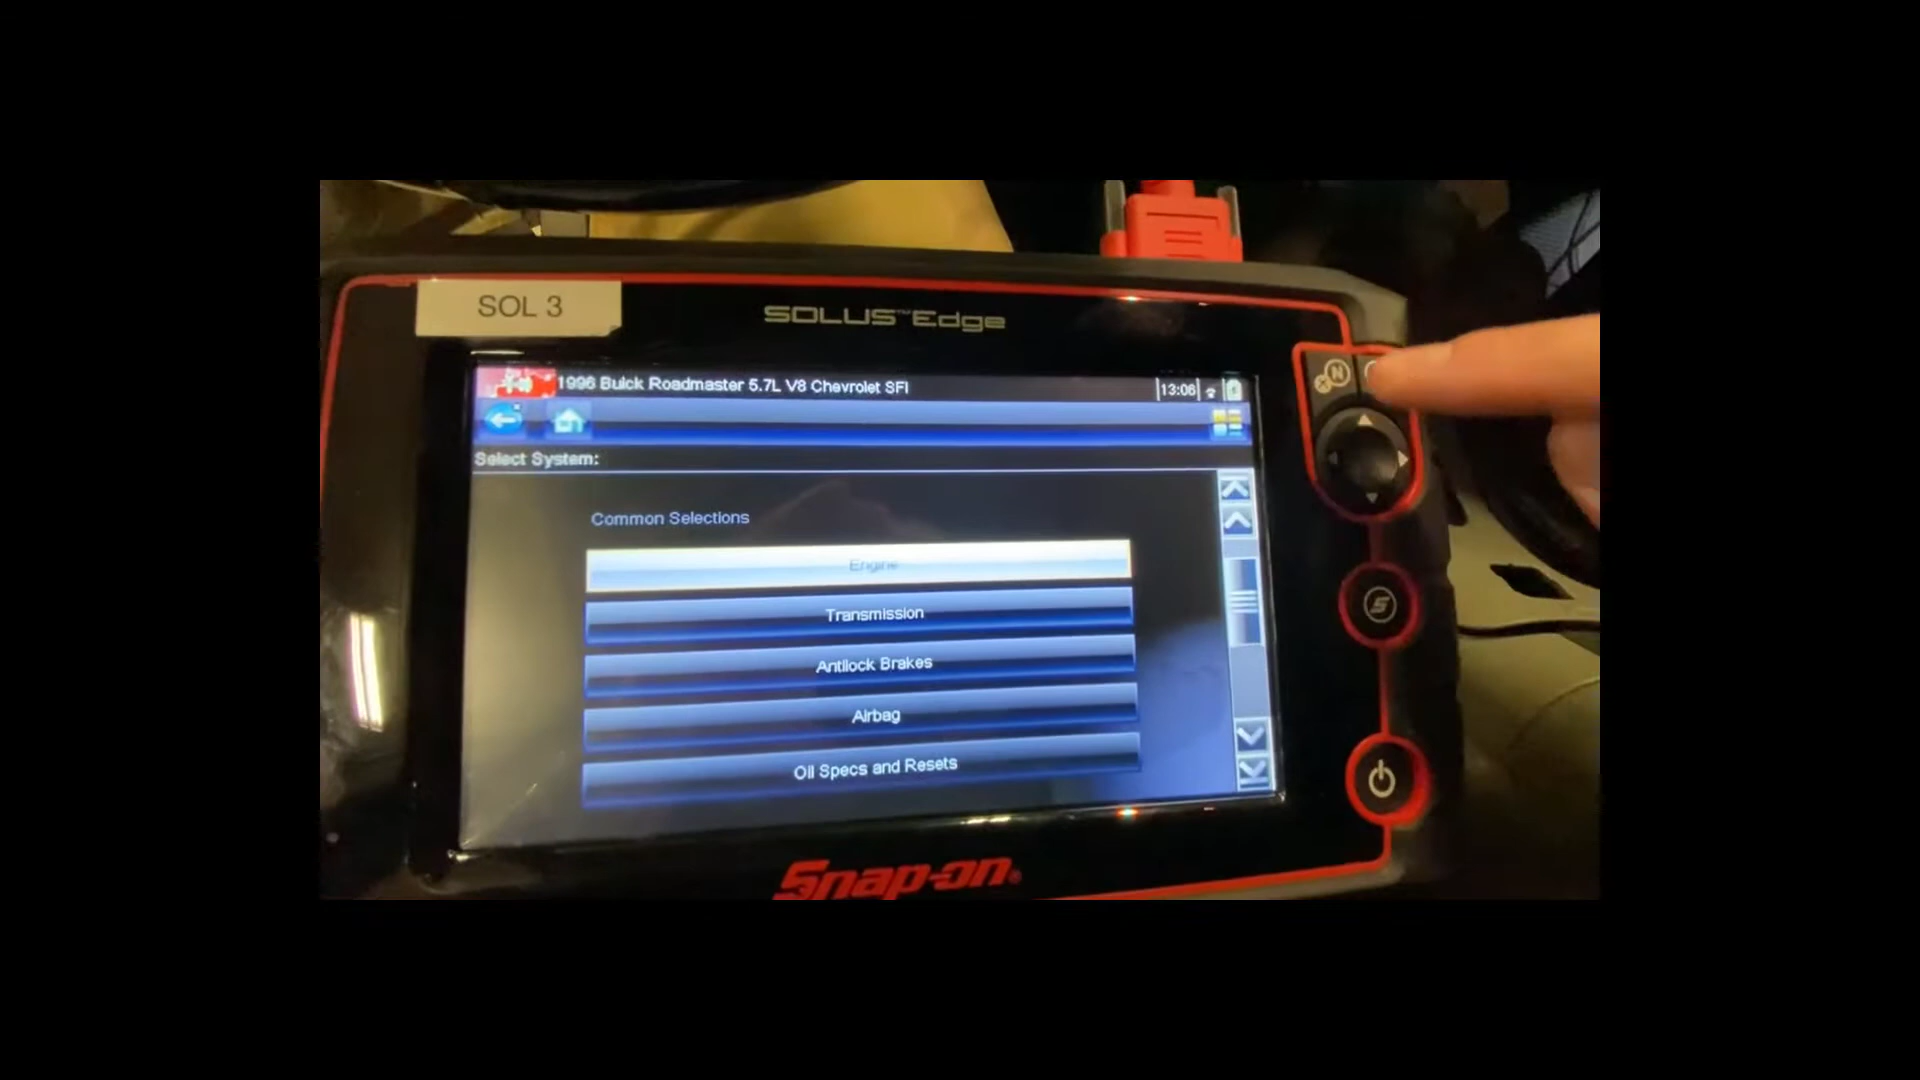 SOL 3
SOLUS™ Edge
1996 Buick Roadmaster 5.7L V8 Chevrolet SFI
13:06
N
X
Select System:
Common Selections
Engine
Transmission
Antilock Brakes
Airbag
Oil Specs and Resets
S
Snap-on®